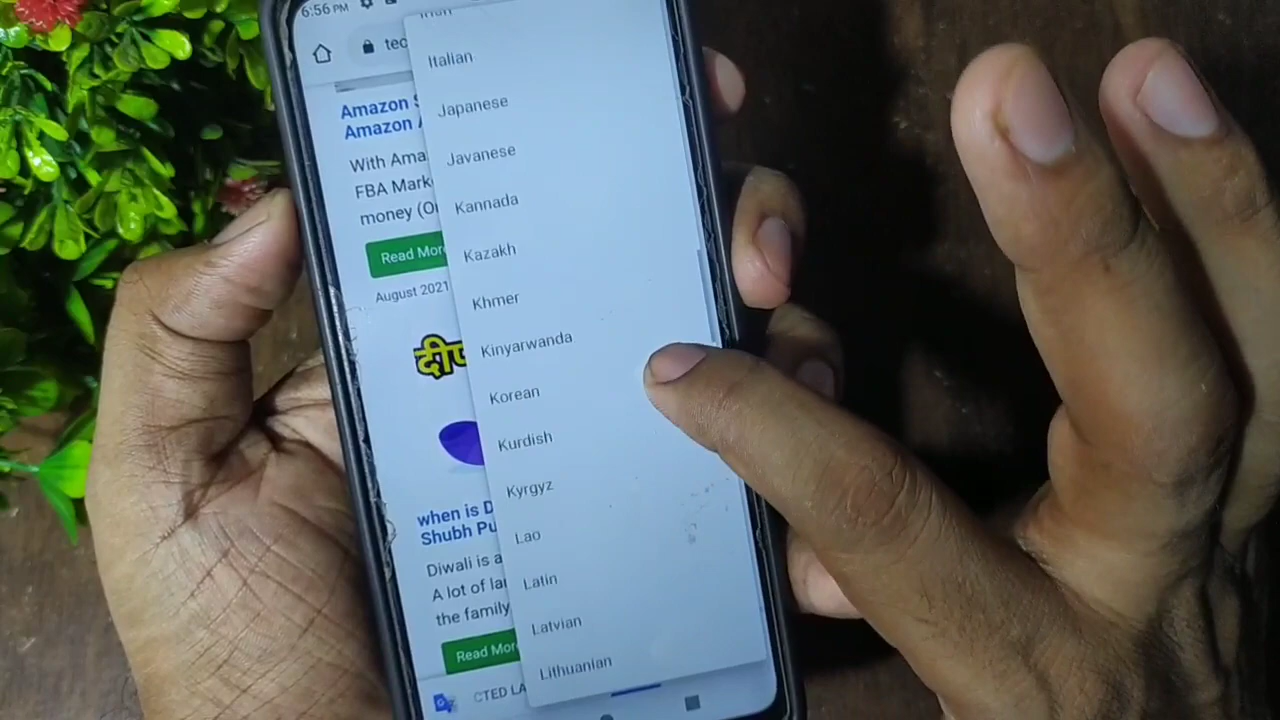 6:56 PM
Amazon
Amazon
With Ama
FBA Mark
money
Read More
August 2021
दीप
when is D
Shubh Pu
Diwali is a
A lot of
the family
Read Mor
CTED LA
Italian
Japanese
Javanese
Kannada
Kazakh
Khmer
Kinyarwanda
Korean
Kurdish
Kyrgyz
Lao
Latin
Latvian
Lithuanian